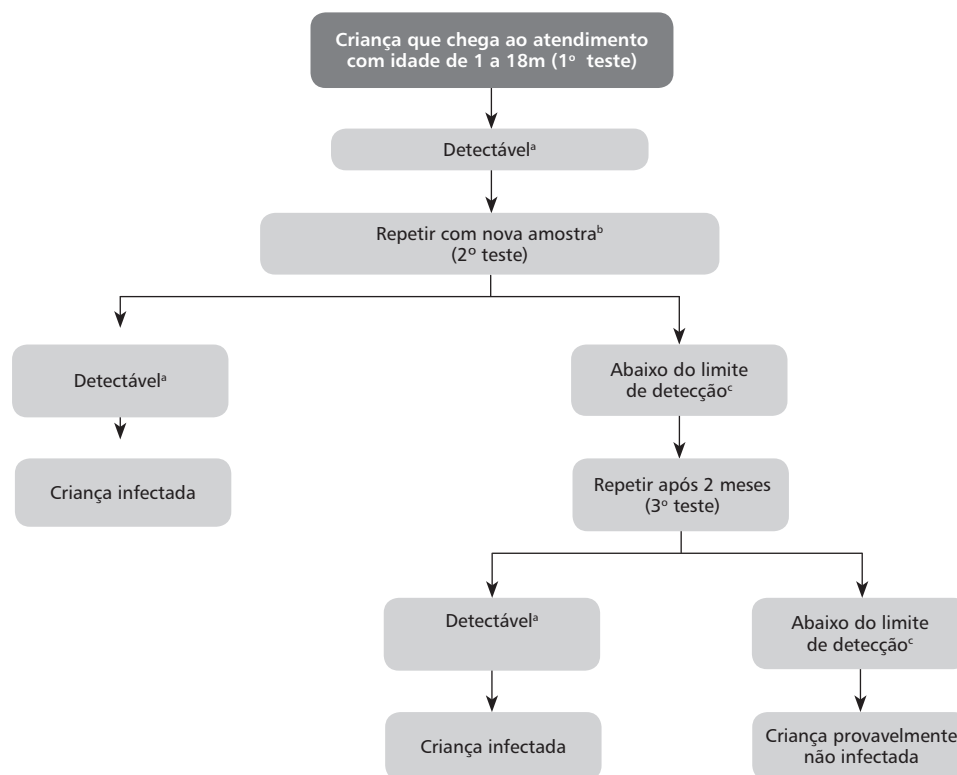 Criança que chega ao atendimento
com idade de 1 a 18m (1º teste)
Detectávelᵃ
Repetir com nova amostraᵇ
(2º teste)
Detectávelᵃ
Criança infectada
Abaixo do limite
de detecçãoᶜ
Repetir após 2 meses
(3º teste)
Detectávelᵃ
Criança infectada
Abaixo do limite
de detecçãoᶜ
Criança provavelmente
não infectada